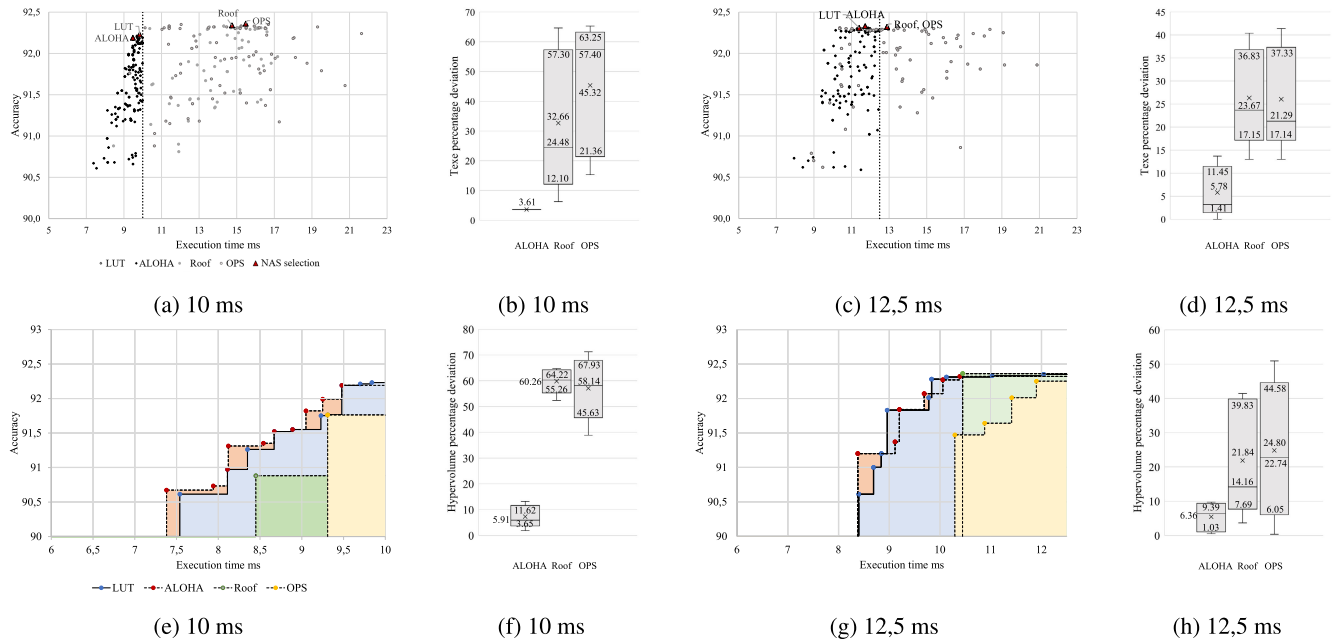 92,5
92,0
91,5
91,0
90,5
90,0
Accuracy
Roof
OPS
LUT
ALOHA
5 7 9 11 13 15 17 19 21 23
Execution time ms
LUT ALOHA Roof OPS NAS selection
(a) 10 ms
70
60
50
40
30
20
10
0
Texe percentage deviation
3.61
57.30
32.66
24.48
12.10
63.25
57.40
45.32
21.36
ALOHA Roof OPS
(b) 10 ms
92,5
92,0
91,5
91,0
90,5
90,0
Accuracy
LUT ALOHA
Roof, OPS
5 7 9 11 13 15 17 19 21 23
Execution time ms
(c) 12,5 ms
45
40
35
30
25
20
15
10
5
0
Texe percentage deviation
11.45
5.78
1.41
36.83
23.67
17.15
37.33
21.29
17.14
ALOHA Roof OPS
(d) 12,5 ms
93
92,5
92
91,5
91
90,5
90
Accuracy
6 6,5 7 7,5 8 8,5 9 9,5 10
Execution time ms
LUT ALOHA Roof OPS
(e) 10 ms
80
70
60
50
40
30
20
10
0
Hypervolume percentage deviation
5.91
11.62
3.65
60.26
64.22
55.26
67.93
58.14
45.63
ALOHA Roof OPS
(f) 10 ms
93
92,5
92
91,5
91
90,5
90
Accuracy
6 7 8 9 10 11 12
Execution time ms
(g) 12,5 ms
60
50
40
30
20
10
0
Hypervolume percentage deviation
6.36
9.39
1.03
39.83
21.84
14.16
7.69
44.58
24.80
22.74
6.05
ALOHA Roof OPS
(h) 12,5 ms